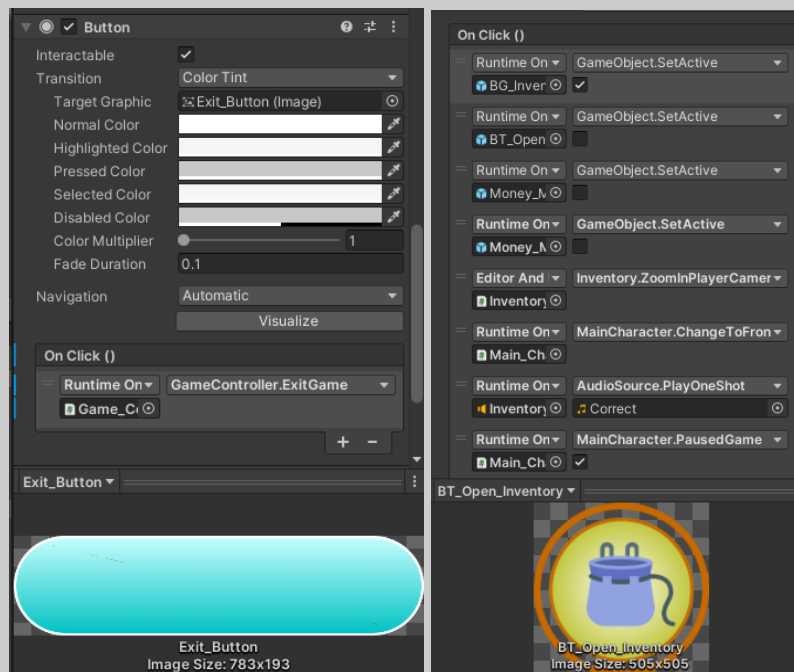 Button
Interactable
Transition Color Tint
Target Graphic Exit_Button (Image)
Normal Color
Highlighted Color
Pressed Color
Selected Color
Disabled Color
Color Multiplier 1
Fade Duration 0.1
Navigation Automatic
Visualize
On Click ()
Runtime On GameController.ExitGame
Game_C
Exit_Button
Exit_Button
Image Size: 783x193
On Click ()
Runtime On GameObject.SetActive
BG_Inver
Runtime On GameObject.SetActive
BT_Open
Runtime On GameObject.SetActive
Money_M
Runtime On GameObject.SetActive
Money_M
Editor And Inventory.ZoomInPlayerCamer
Inventory
Runtime On MainCharacter.ChangeToFron
Main_Ch
Runtime On AudioSource.PlayOneShot
Inventory Correct
Runtime On MainCharacter.PausedGame
Main_Ch
BT_Open_Inventory
BT_Open_Inventory
Image Size: 505x505